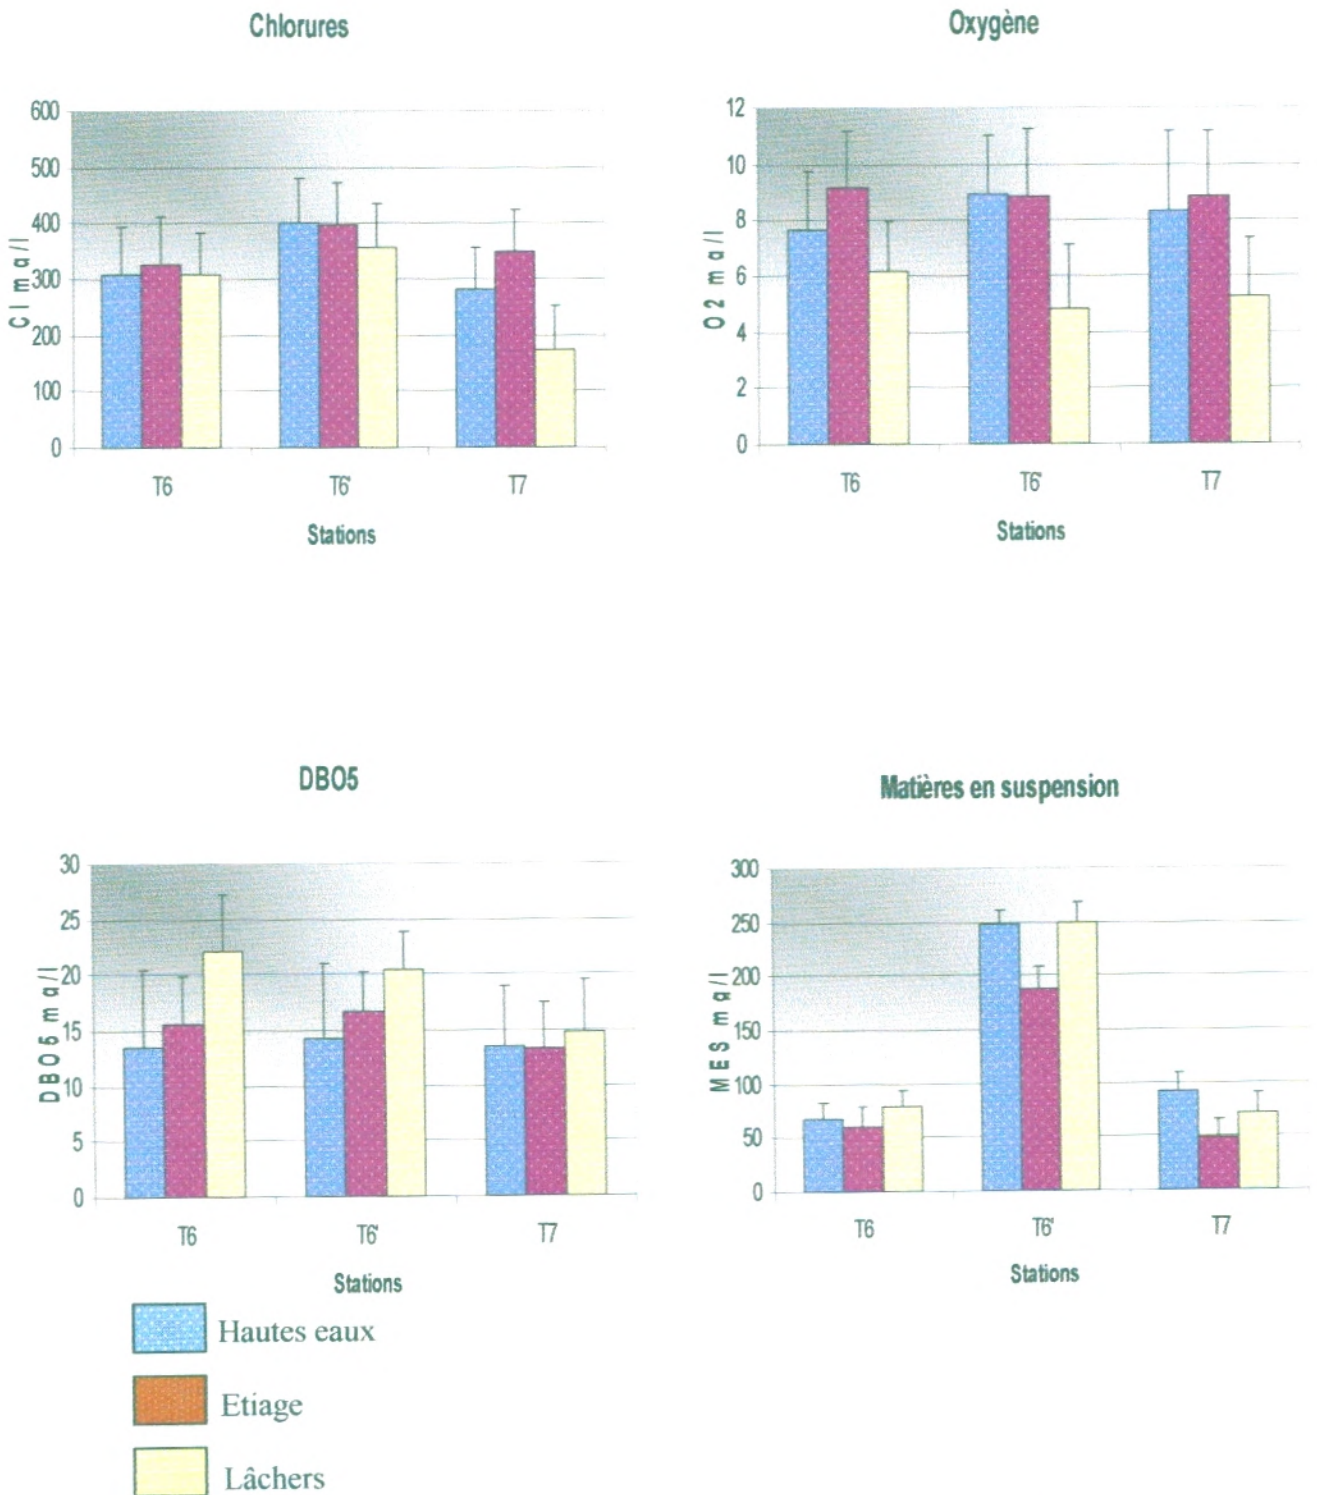 Chlorures
600
500
400
300
200
100
0
Cl mg/l
T6 T6' T7
Stations
Oxygène
12
10
8
6
4
2
0
O2 mg/l
T6 T6' T7
Stations
DBO5
30
25
20
15
10
5
0
DBO5 mg/l
T6 T6' T7
Stations
Matières en suspension
300
250
200
150
100
50
0
MES mg/l
T6 T6' T7
Stations
Hautes eaux
Etiage
Lâchers